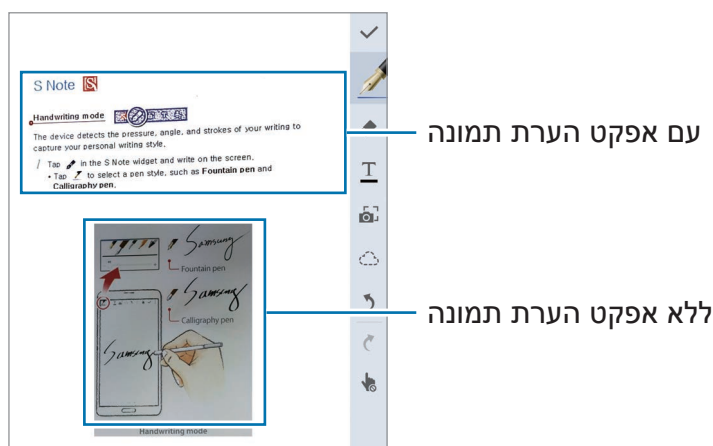 S Note
Handwriting mode
The device detects the pressure, angle, and strokes of your writing to
capture your personal writing style.
Tap in the S Note widget and write on the screen.
• Tap to select a pen style, such as Fountain pen and
Calligraphy pen.
עם אפקט הערת תמונה
T
Samsung
Fountain pen
Samsung
Calligraphy pen
Samsung
ללא אפקט הערת תמונה
Handwriting mode